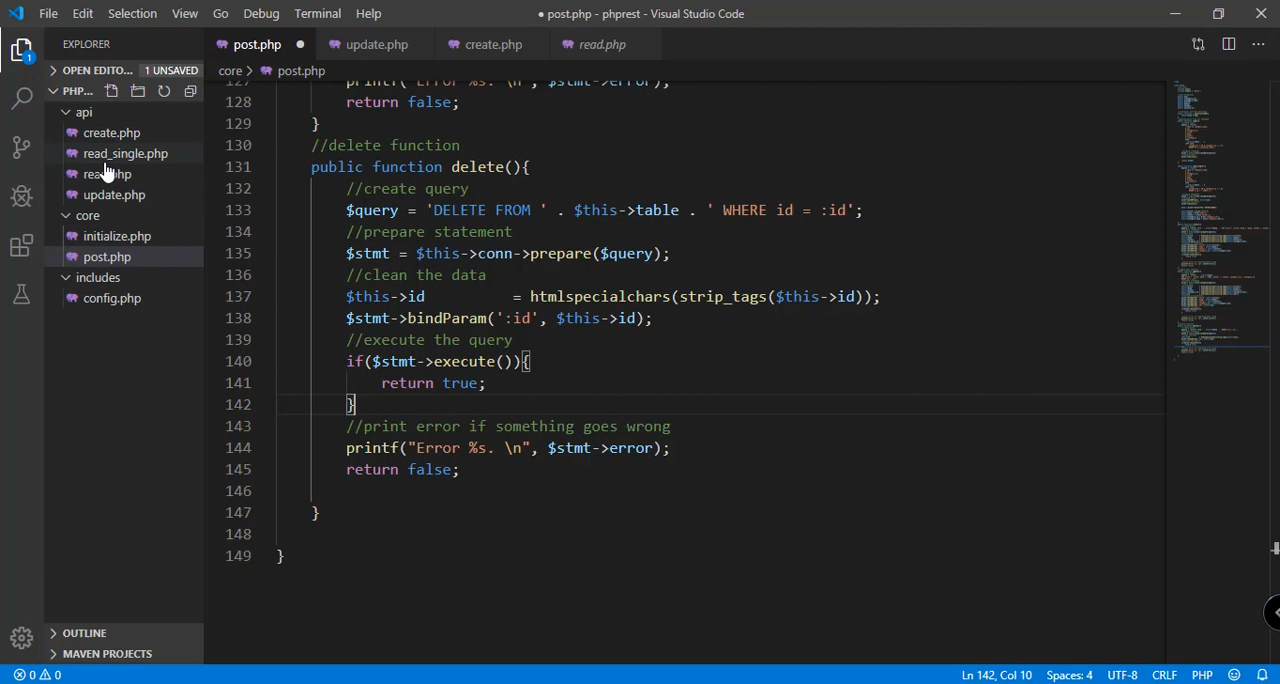 File Edit Selection View Go Debug Terminal Help
● post.php - phprest - Visual Studio Code
EXPLORER
post.php update.php create.php read.php
OPEN EDITO... 1 UNSAVED
core > post.php
PHP...
api
create.php
read_single.php
update.php
core
initialize.php
post.php
includes
config.php
OUTLINE
MAVEN PROJECTS
127 printf("Error %s. \n", $stmt->error);
128 return false;
129 }
130 //delete function
131 public function delete(){
132 //create query
133 $query = 'DELETE FROM ' . $this->table . ' WHERE id = :id';
134 //prepare statement
135 $stmt = $this->conn->prepare($query);
136 //clean the data
137 $this->id = htmlspecialchars(strip_tags($this->id));
138 $stmt->bindParam(':id', $this->id);
139 //execute the query
140 if($stmt->execute()){
141 return true;
142 }
143 //print error if something goes wrong
144 printf("Error %s. \n", $stmt->error);
145 return false;
146
147 }
148
149 }
1
0 0 Ln 142, Col 10 Spaces: 4 UTF-8 CRLF PHP